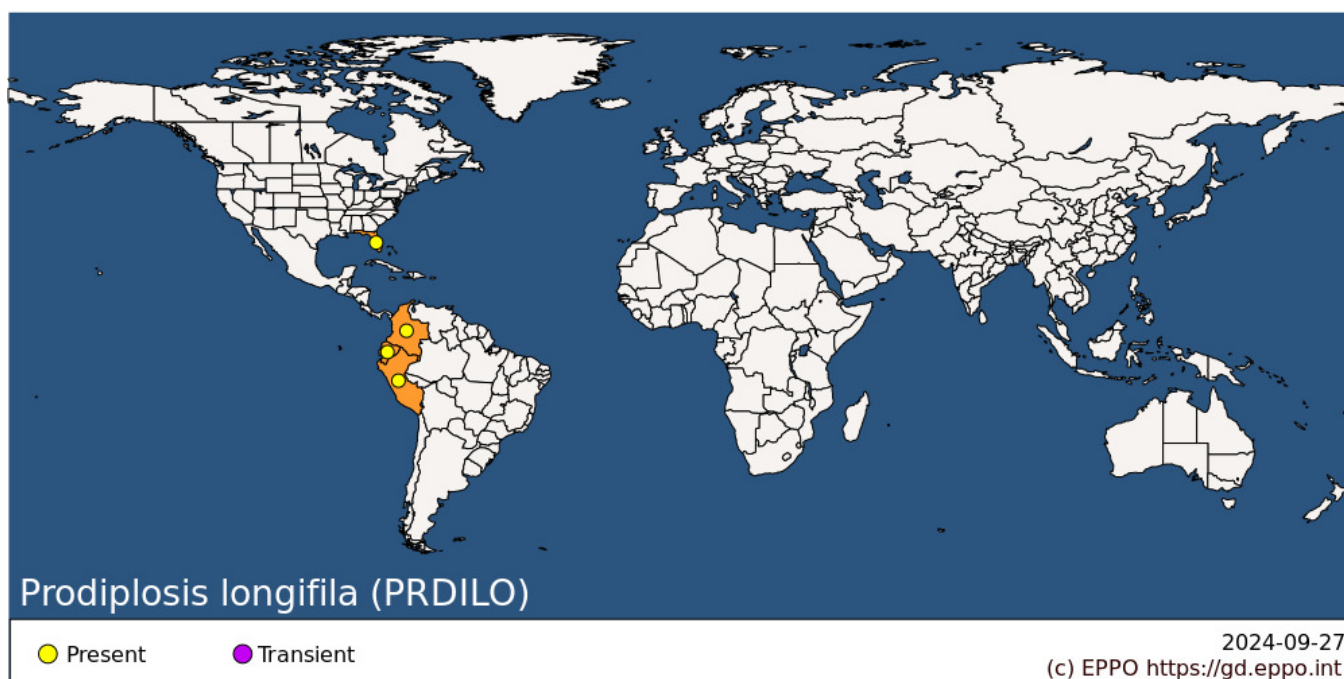 Prodiplosis longifila (PRDILO)
Present
Transient
2024-09-27
(c) EPPO https://gd.eppo.int